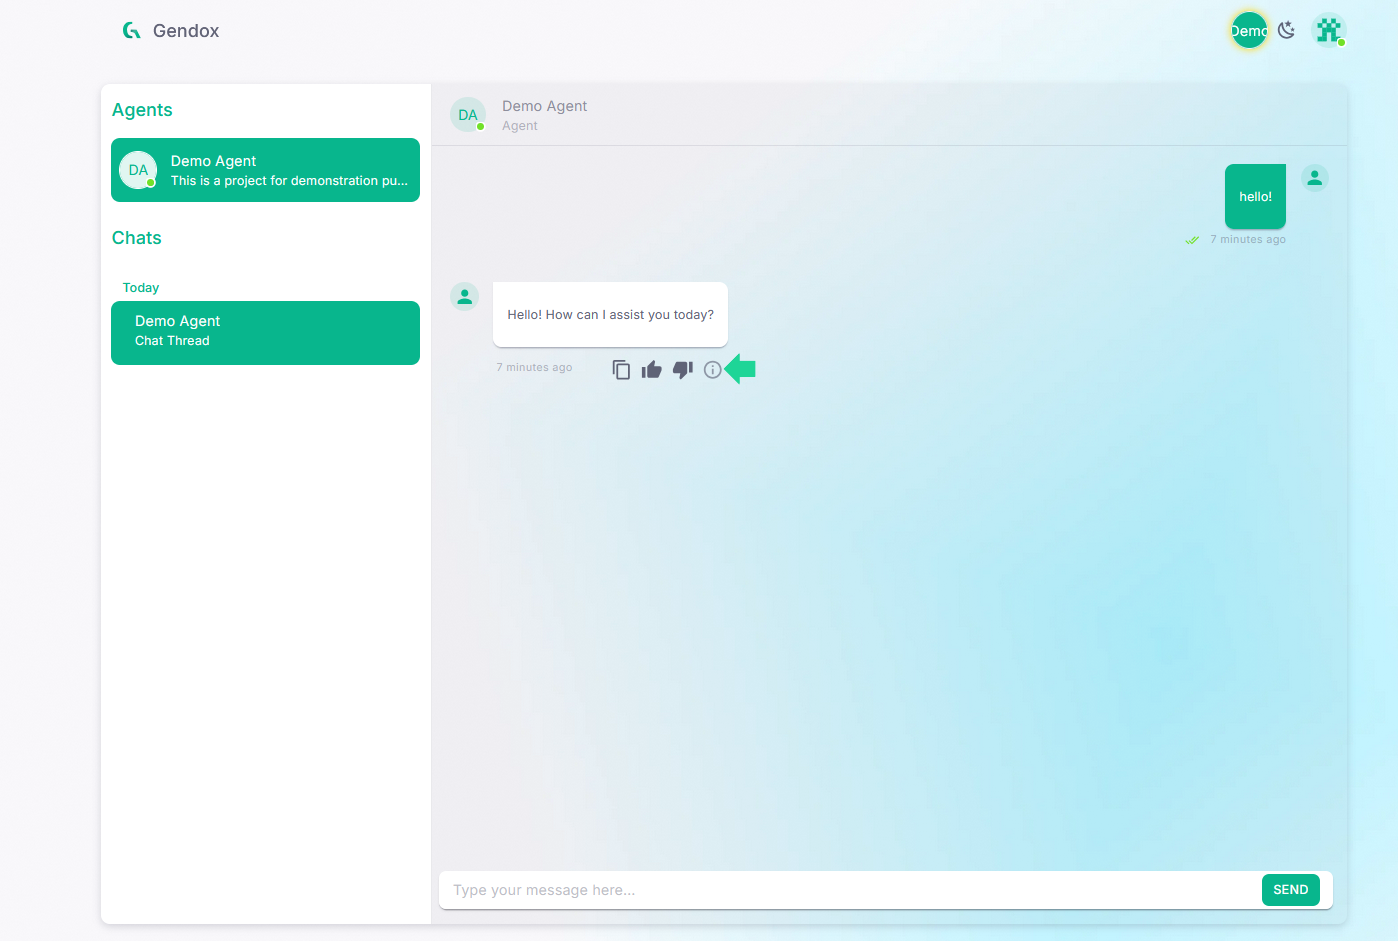 Gendox
Demo
Agents
DA
Demo Agent
This is a project for demonstration pu...
Chats
Today
Demo Agent
Chat Thread
DA
Demo Agent
Agent
hello!
7 minutes ago
Hello! How can I assist you today?
7 minutes ago
Type your message here...
SEND